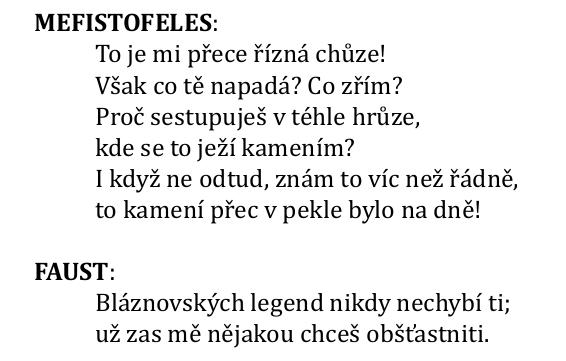 MEFISTOFELES:
To je mi přece řízná chůze!
Však co tě napadá? Co zřím?
Proč sestupuješ v téhle hrůze,
kde se to ježí kamením?
I když ne odtud, znám to víc než řádně,
to kamení přec v pekle bylo na dně!
FAUST:
Bláznovských legend nikdy nechybí ti;
už zas mě nějakou chceš obšťastniti.